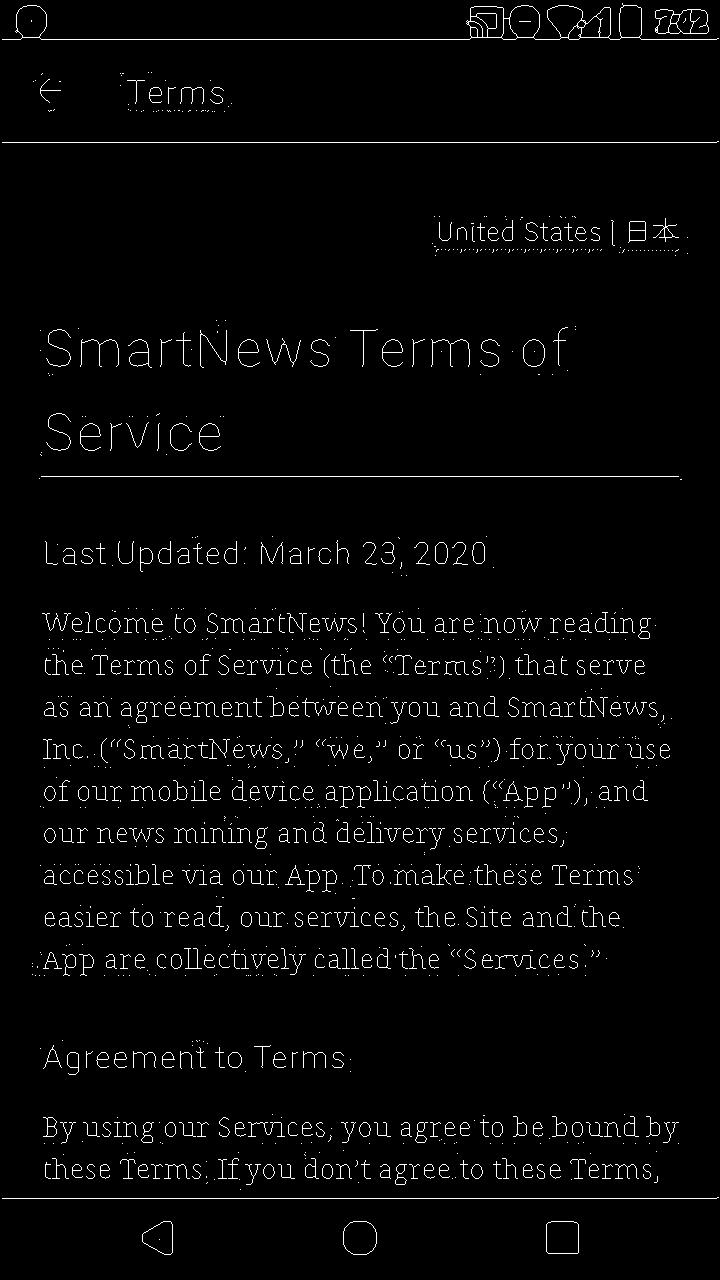 7:02
Terms
United States | 日本
SmartNews Terms of
Service
Last Updated: March 23, 2020
Welcome to SmartNews! You are now reading
the Terms of Service (the “Terms”) that serve
as an agreement between you and SmartNews,
Inc. (“SmartNews,” “we,” or “us”) for your use
of our mobile device application (“App”), and
our news mining and delivery services,
accessible via our App. To make these Terms
easier to read, our services, the Site and the
App are collectively called the “Services.”
Agreement to Terms
By using our Services, you agree to be bound by
these Terms. If you don’t agree to these Terms,